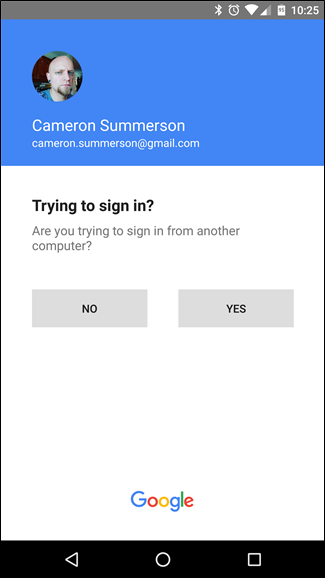 10:25
Cameron Summerson
cameron.summerson@gmail.com
Trying to sign in?
Are you trying to sign in from another
computer?
NO YES
Google